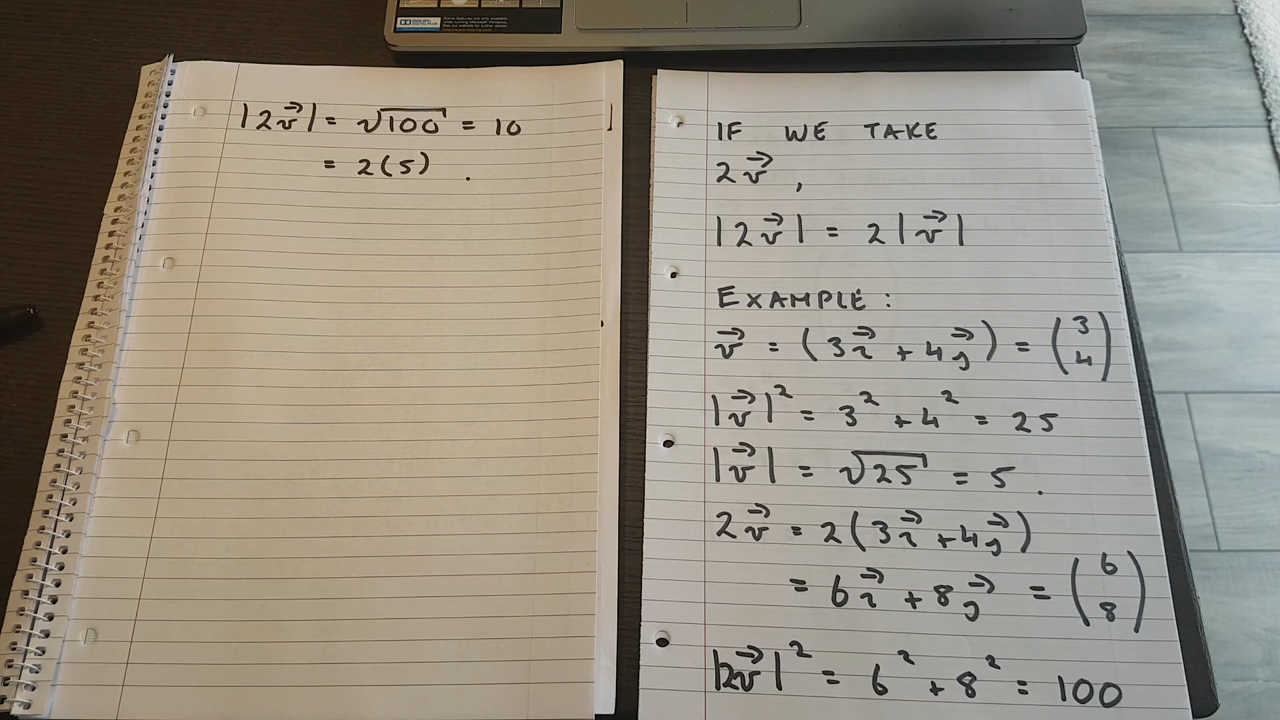 IF WE TAKE
2v⃗ ,
|2v⃗| = 2|v⃗|
EXAMPLE:
v⃗ = (3i⃗ + 4j⃗) = (3 4)
|v⃗|² = 3² + 4² = 25
|v⃗| = √25 = 5.
2v⃗ = 2(3i⃗ + 4j⃗)
= 6i⃗ + 8j⃗ = (6 8)
|2v⃗|² = 6² + 8² = 100
|2v⃗| = √100 = 10
= 2(5) .